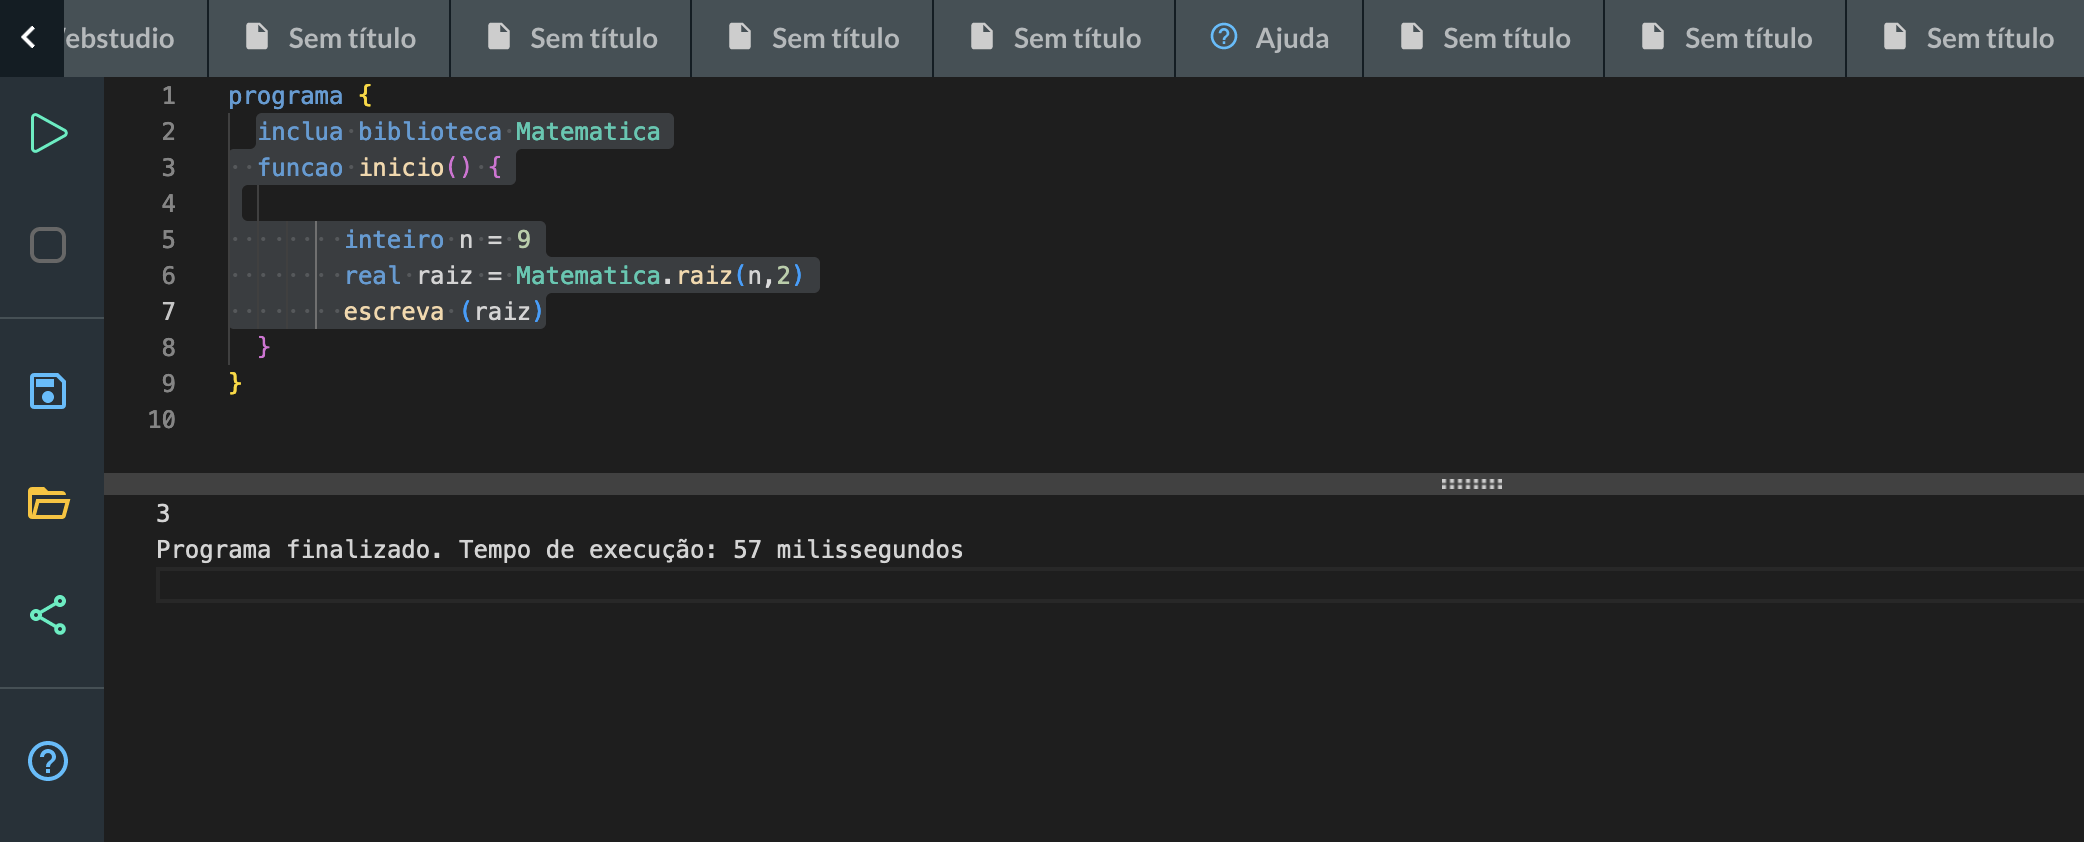 ebstudio Sem título Sem título Sem título Sem título Ajuda Sem título Sem título Sem título
1 programa {
2 inclua biblioteca Matematica
3 funcao inicio() {
4
5 inteiro n = 9
6 real raiz = Matematica.raiz(n,2)
7 escreva (raiz)
8 }
9 }
10
3
Programa finalizado. Tempo de execução: 57 milissegundos